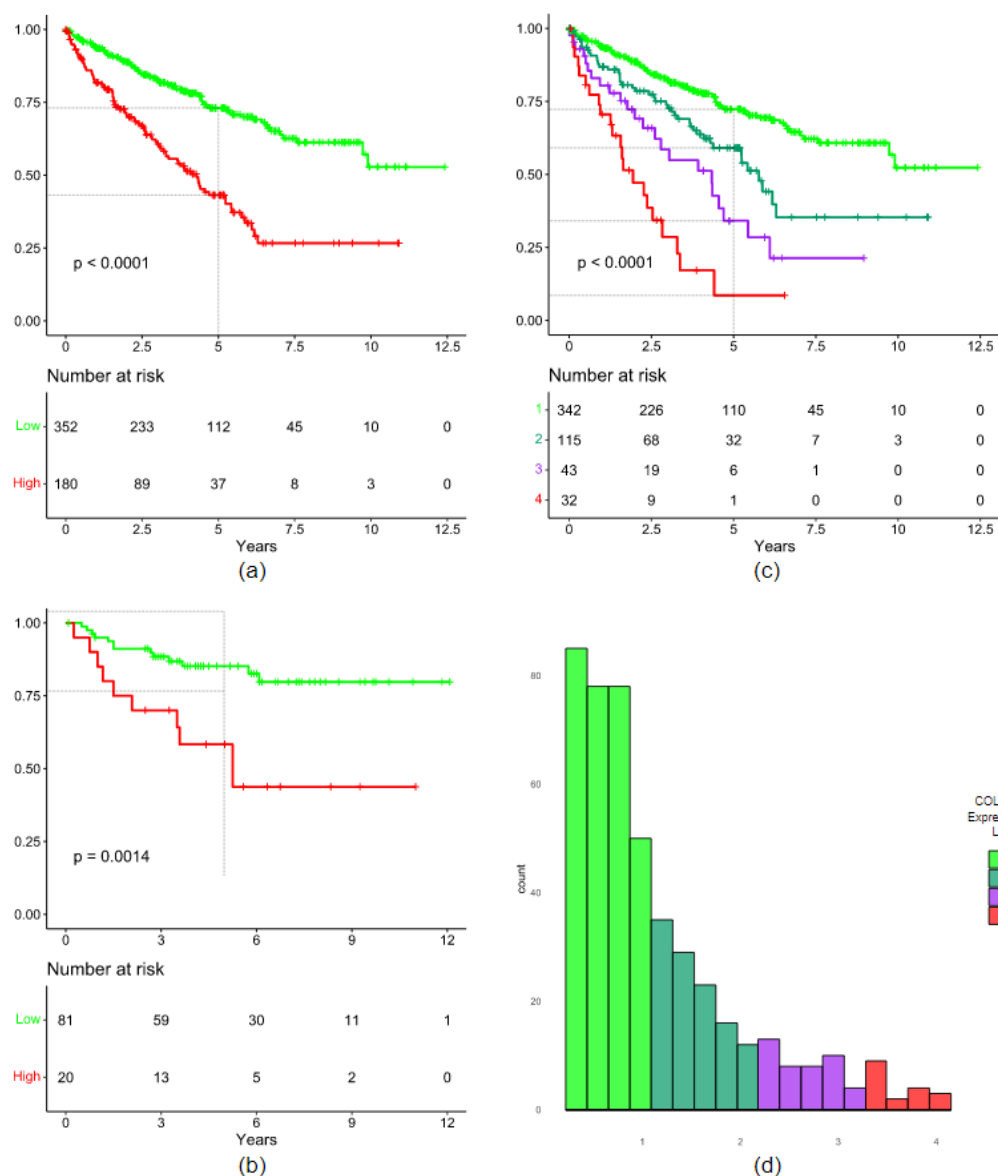 1.00
0.75
0.50
0.25
0.00
p < 0.0001
0 2.5 5 7.5 10 12.5
Number at risk
Low 352 233 112 45 10 0
High 180 89 37 8 3 0
0 2.5 5 7.5 10 12.5
Years
(a)
1.00
0.75
0.50
0.25
0.00
p < 0.0001
0 2.5 5 7.5 10 12.5
Number at risk
1 342 226 110 45 10 0
2 115 68 32 7 3 0
3 43 19 6 1 0 0
4 32 9 1 0 0 0
0 2.5 5 7.5 10 12.5
Years
(c)
1.00
0.75
0.50
0.25
0.00
p = 0.0014
0 3 6 9 12
Number at risk
Low 81 59 30 11 1
High 20 13 5 2 0
0 3 6 9 12
Years
(b)
80
60
40
20
0
count
1 2 3 4
COL
Expre
L
(d)